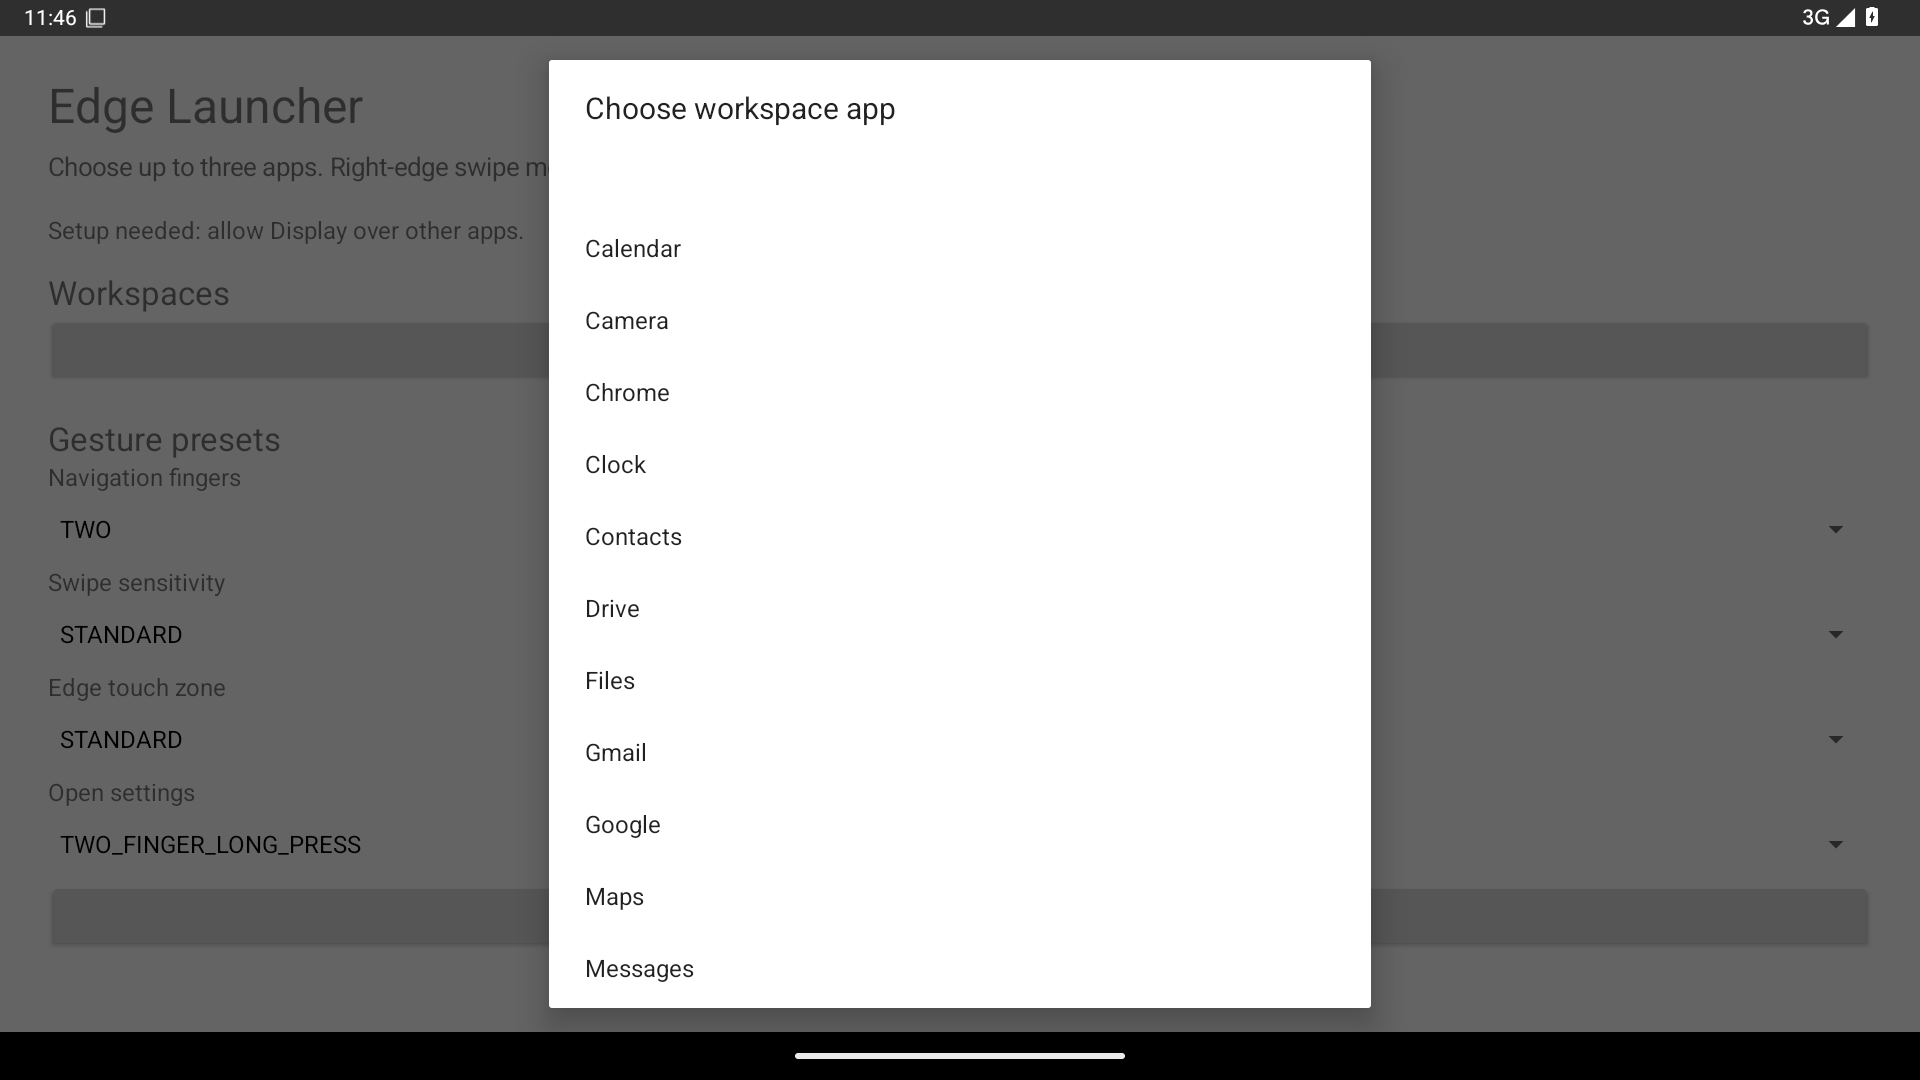 11:46
3G
Edge Launcher
Choose up to three apps. Right-edge swipe
Setup needed: allow Display over other apps.
Workspaces
Gesture presets
Navigation fingers
TWO
Swipe sensitivity
STANDARD
Edge touch zone
STANDARD
Open settings
TWO_FINGER_LONG_PRESS
Choose workspace app
Calendar
Camera
Chrome
Clock
Contacts
Drive
Files
Gmail
Google
Maps
Messages